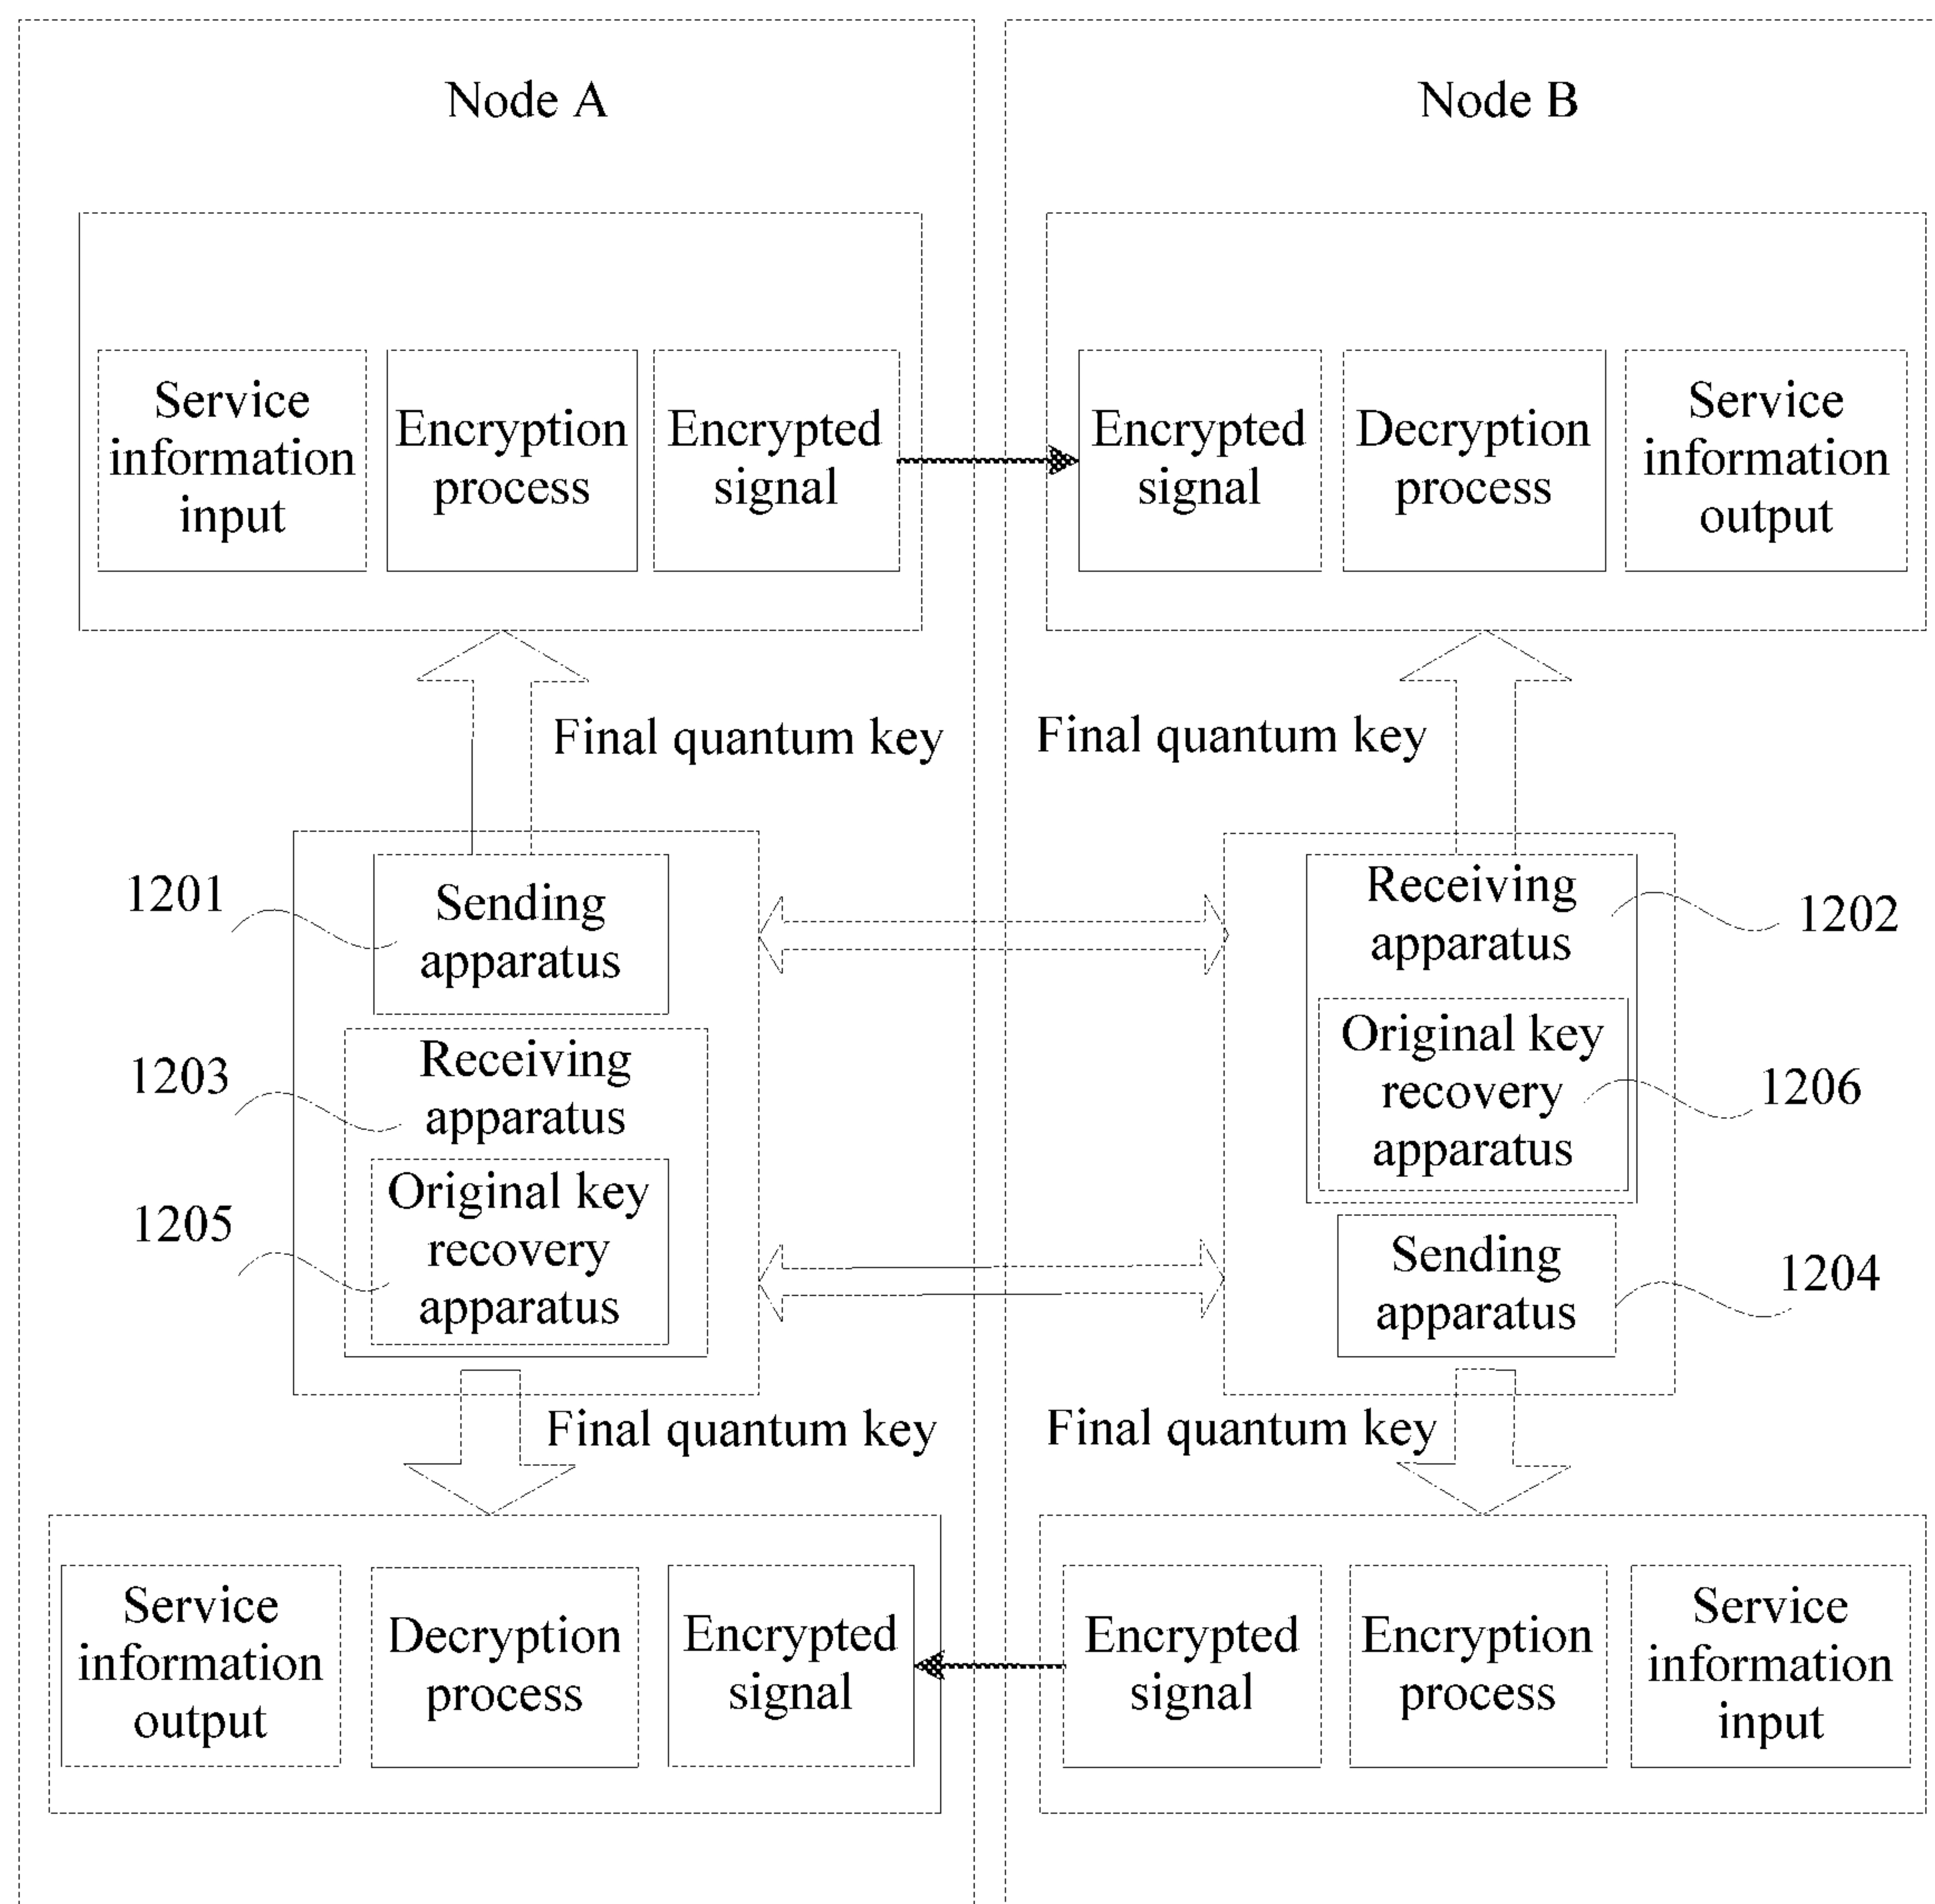 Node A
Node B
Service
information
input
Encryption
process
Encrypted
signal
Encrypted
signal
Decryption
process
Service
information
output
Final quantum key
Final quantum key
1201
Sending
apparatus
Receiving
apparatus
1202
1203
Receiving
apparatus
Original key
recovery
apparatus
1206
1205
Original key
recovery
apparatus
Sending
apparatus
1204
Final quantum key
Final quantum key
Service
information
output
Decryption
process
Encrypted
signal
Encrypted
signal
Encryption
process
Service
information
input